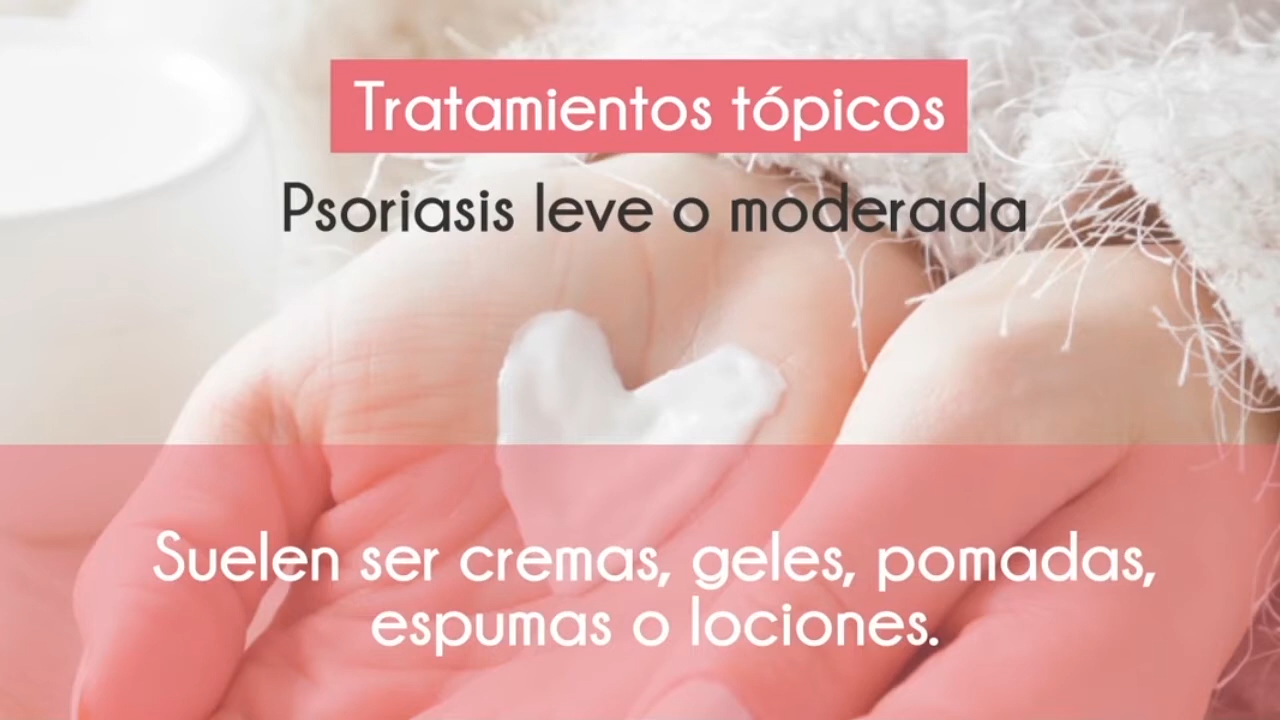 Tratamientos tópicos
Psoriasis leve o moderada
Suelen ser cremas, geles, pomadas,
espumas o lociones.